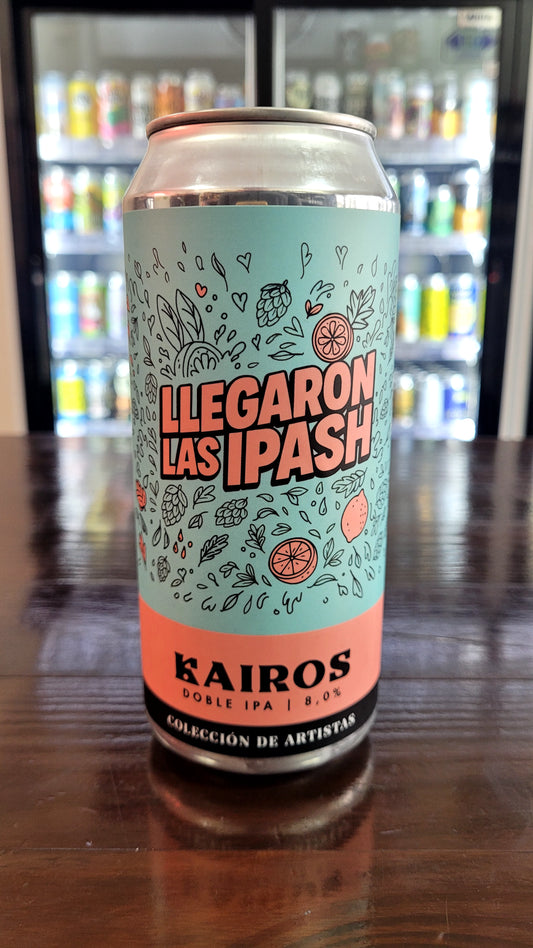 LLEGARON
LAS IPASH
KAIROS
DOBLE IPA | 8,0%
COLECCIÓN DE ARTISTAS